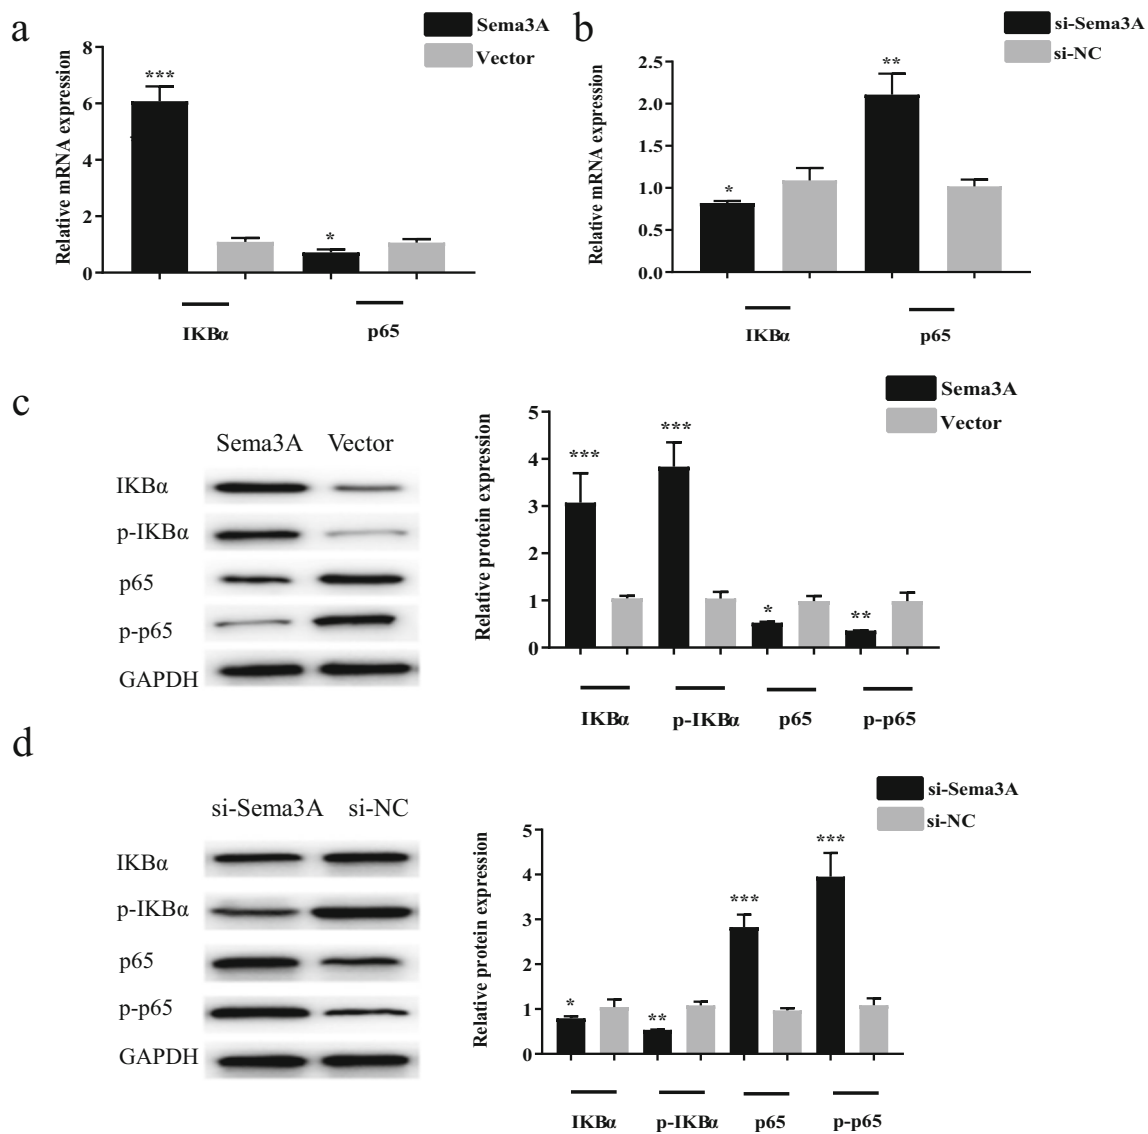 a
Sema3A
Vector
Relative mRNA expression
8
6
4
2
0
***
*
IKBα
p65
b
si-Sema3A
si-NC
Relative mRNA expression
2.5
2.0
1.5
1.0
0.5
0.0
*
**
IKBα
p65
c
Sema3A Vector
IKBα
p-IKBα
p65
p-p65
GAPDH
Sema3A
Vector
Relative protein expression
5
4
3
2
1
0
***
***
*
**
IKBα
p-IKBα
p65
p-p65
d
si-Sema3A si-NC
IKBα
p-IKBα
p65
p-p65
GAPDH
si-Sema3A
si-NC
Relative protein expression
5
4
3
2
1
0
*
**
***
***
IKBα
p-IKBα
p65
p-p65